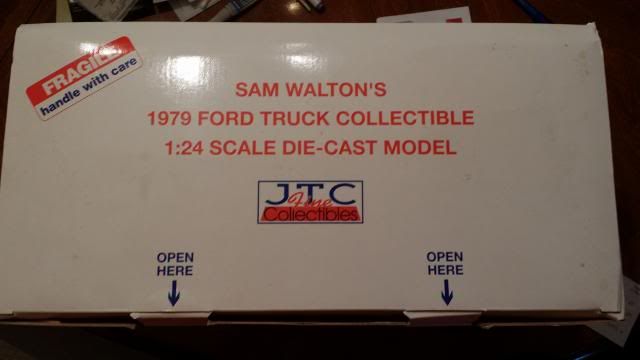 FRAGILE
handle with care
SAM WALTON'S
1979 FORD TRUCK COLLECTIBLE
1:24 SCALE DIE-CAST MODEL
JTC
Fine
Collectibles
OPEN
HERE
OPEN
HERE